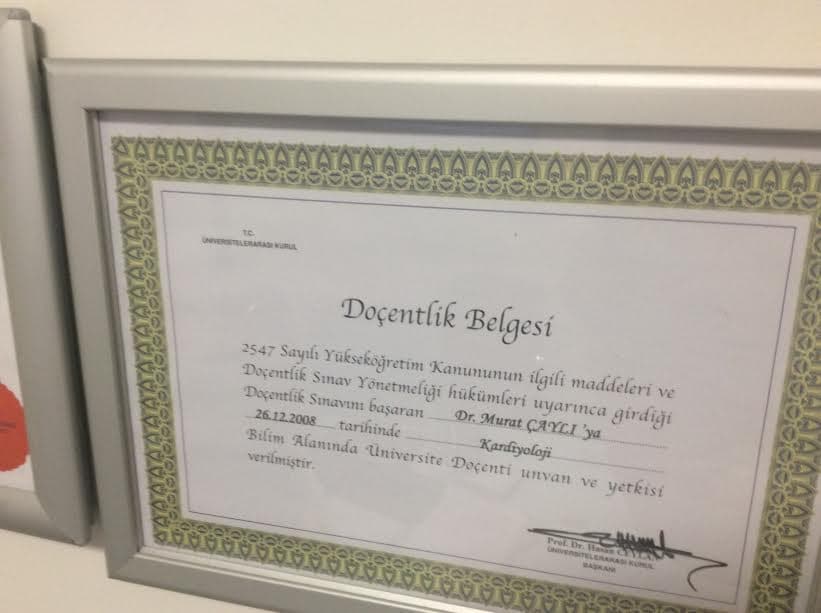 T.C.
ÜNİVERSİTELERARASI KURUL
Doçentlik Belgesi
2547 Sayılı Yükseköğretim Kanununun ilgili maddeleri ve
Doçentlik Sınav Yönetmeliği hükümleri uyarınca girdiği
Doçentlik Sınavını başaran Dr. Murat ÇAYLI 'ya
26.12.2008 tarihinde Kardiyoloji
Bilim Alanında Üniversite Doçenti unvan ve yetkisi
verilmiştir.
Prof. Dr. Hasan CEYLAN
ÜNİVERSİTELERARASI KURUL
BAŞKANI